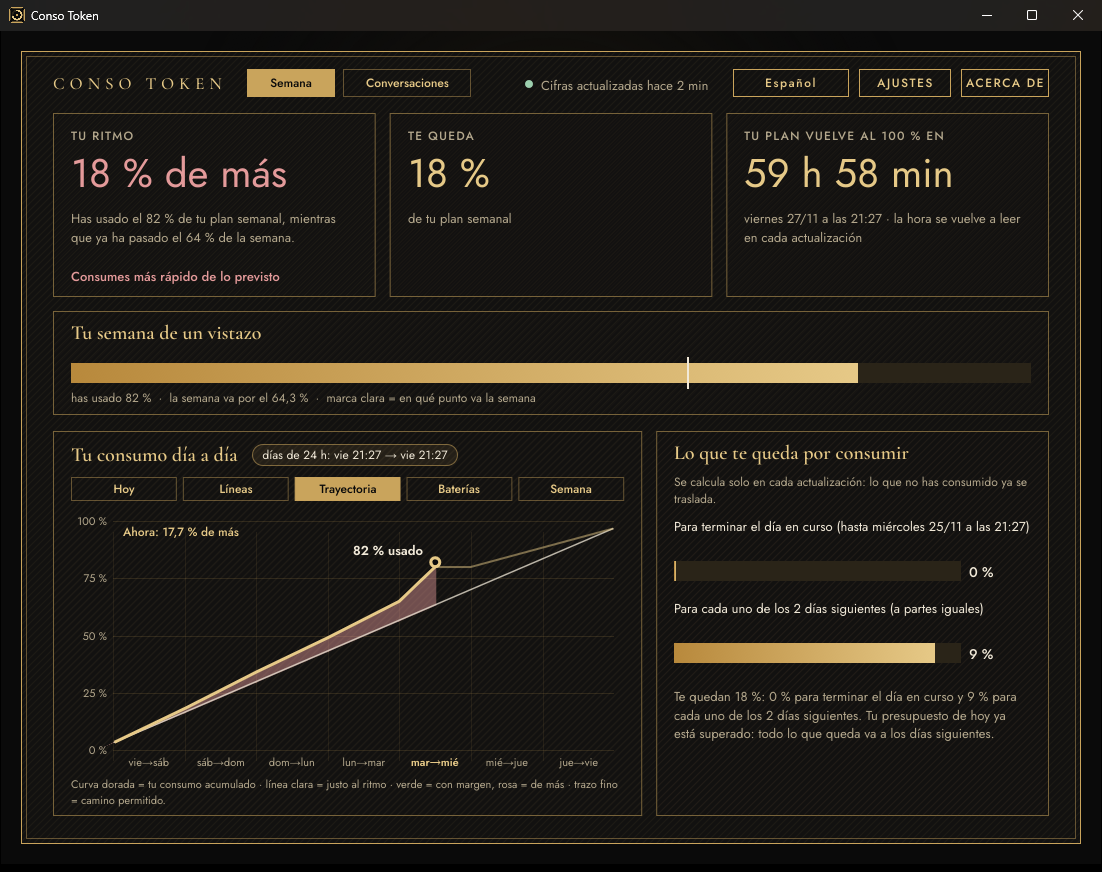 Conso Token
CONSO TOKEN
Semana
Conversaciones
Cifras actualizadas hace 2 min
Español
AJUSTES
ACERCA DE
TU RITMO
18 % de más
Has usado el 82 % de tu plan semanal, mientras
que ya ha pasado el 64 % de la semana.
Consumes más rápido de lo previsto
TE QUEDA
18 %
de tu plan semanal
TU PLAN VUELVE AL 100 % EN
59 h 58 min
viernes 27/11 a las 21:27 · la hora se vuelve a leer
en cada actualización
Tu semana de un vistazo
has usado 82 % · la semana va por el 64,3 % · marca clara = en qué punto va la semana
Tu consumo día a día
días de 24 h: vie 21:27 → vie 21:27
Hoy
Líneas
Trayectoria
Baterías
Semana
100 %
Ahora: 17,7 % de más
82 % usado
75 %
50 %
25 %
0 %
vie→sáb
sáb→dom
dom→lun
lun→mar
mar→mié
mié→jue
jue→vie
Curva dorada = tu consumo acumulado · línea clara = justo al ritmo · verde = con margen, rosa = de más · trazo fino
= camino permitido.
Lo que te queda por consumir
Se calcula solo en cada actualización: lo que no has consumido ya se
traslada.
Para terminar el día en curso (hasta miércoles 25/11 a las 21:27)
0 %
Para cada uno de los 2 días siguientes (a partes iguales)
9 %
Te quedan 18 %: 0 % para terminar el día en curso y 9 % para
cada uno de los 2 días siguientes. Tu presupuesto de hoy ya
está superado: todo lo que queda va a los días siguientes.